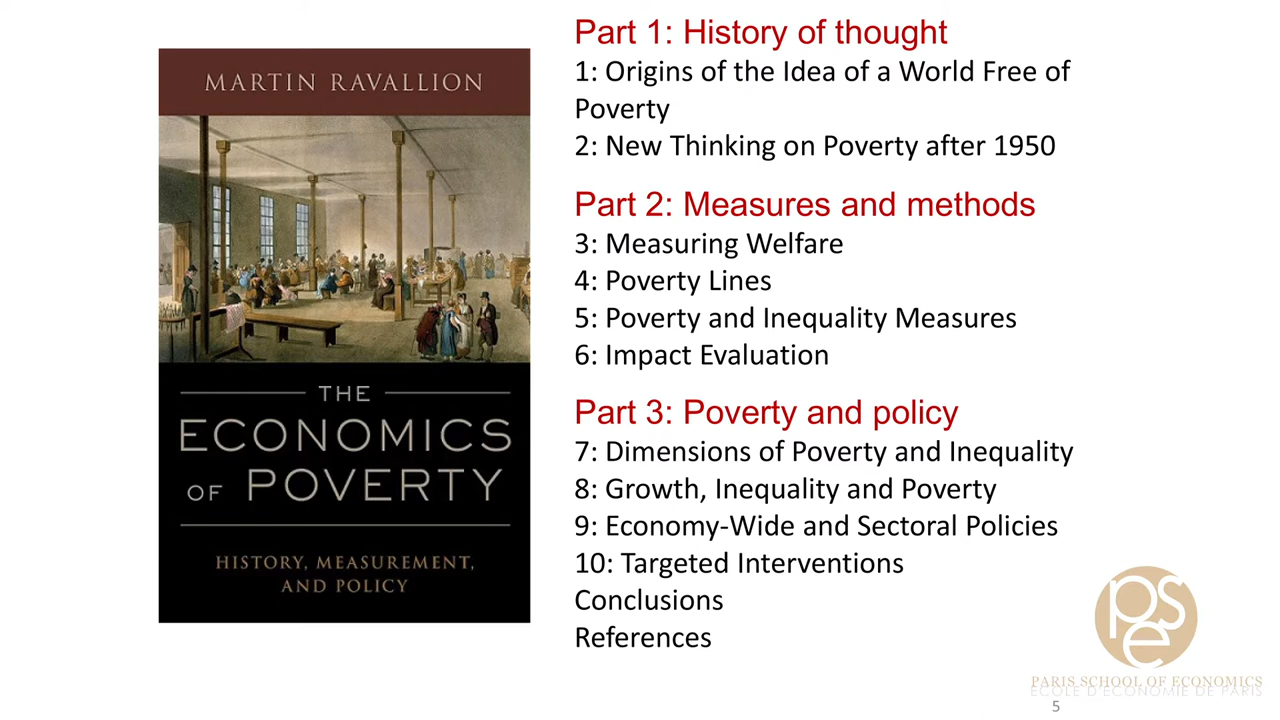 MARTIN RAVALLION
THE
ECONOMICS
OF POVERTY
HISTORY, MEASUREMENT,
AND POLICY
Part 1: History of thought
1: Origins of the Idea of a World Free of
Poverty
2: New Thinking on Poverty after 1950
Part 2: Measures and methods
3: Measuring Welfare
4: Poverty Lines
5: Poverty and Inequality Measures
6: Impact Evaluation
Part 3: Poverty and policy
7: Dimensions of Poverty and Inequality
8: Growth, Inequality and Poverty
9: Economy-Wide and Sectoral Policies
10: Targeted Interventions
Conclusions
References
pse
PARIS SCHOOL OF ECONOMICS
ECOLE D'ECONOMIE DE PARIS
5